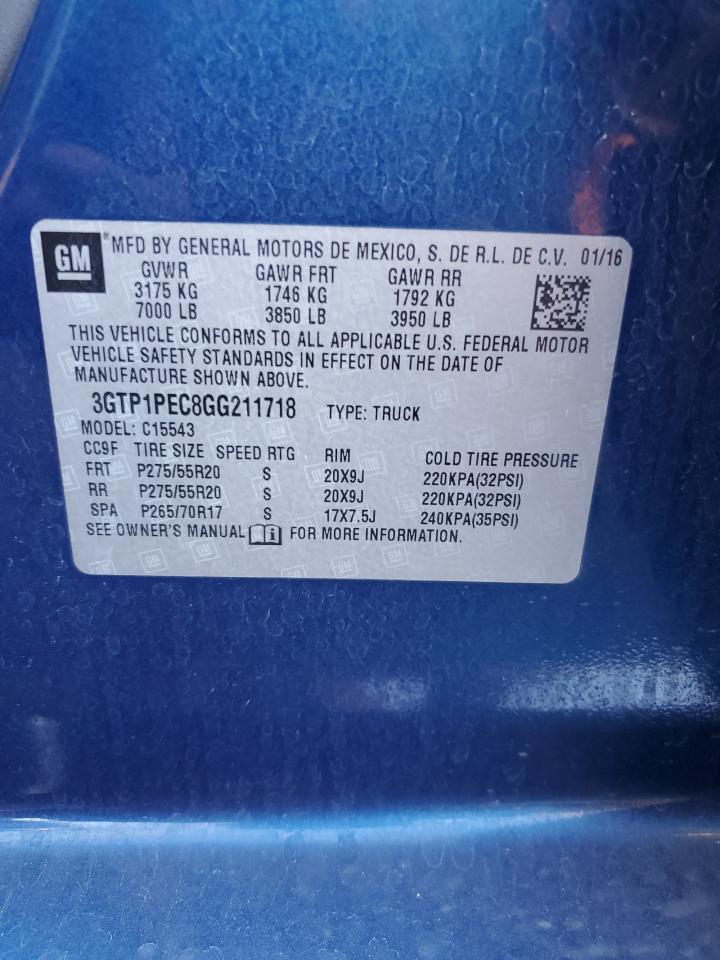 GM ®MFD BY GENERAL MOTORS DE MEXICO, S. DE R.L. DE C.V. 01/16
GVWR GAWR FRT GAWR RR
3175 KG 1746 KG 1792 KG
7000 LB 3850 LB 3950 LB
THIS VEHICLE CONFORMS TO ALL APPLICABLE U.S. FEDERAL MOTOR
VEHICLE SAFETY STANDARDS IN EFFECT ON THE DATE OF
MANUFACTURE SHOWN ABOVE.
3GTP1PEC8GG211718 TYPE: TRUCK
MODEL: C15543
CC9F TIRE SIZE SPEED RTG RIM COLD TIRE PRESSURE
FRT P275/55R20 S 20X9J 220KPA(32PSI)
RR P275/55R20 S 20X9J 220KPA(32PSI)
SPA P265/70R17 S 17X7.5J 240KPA(35PSI)
SEE OWNER'S MANUAL i FOR MORE INFORMATION.